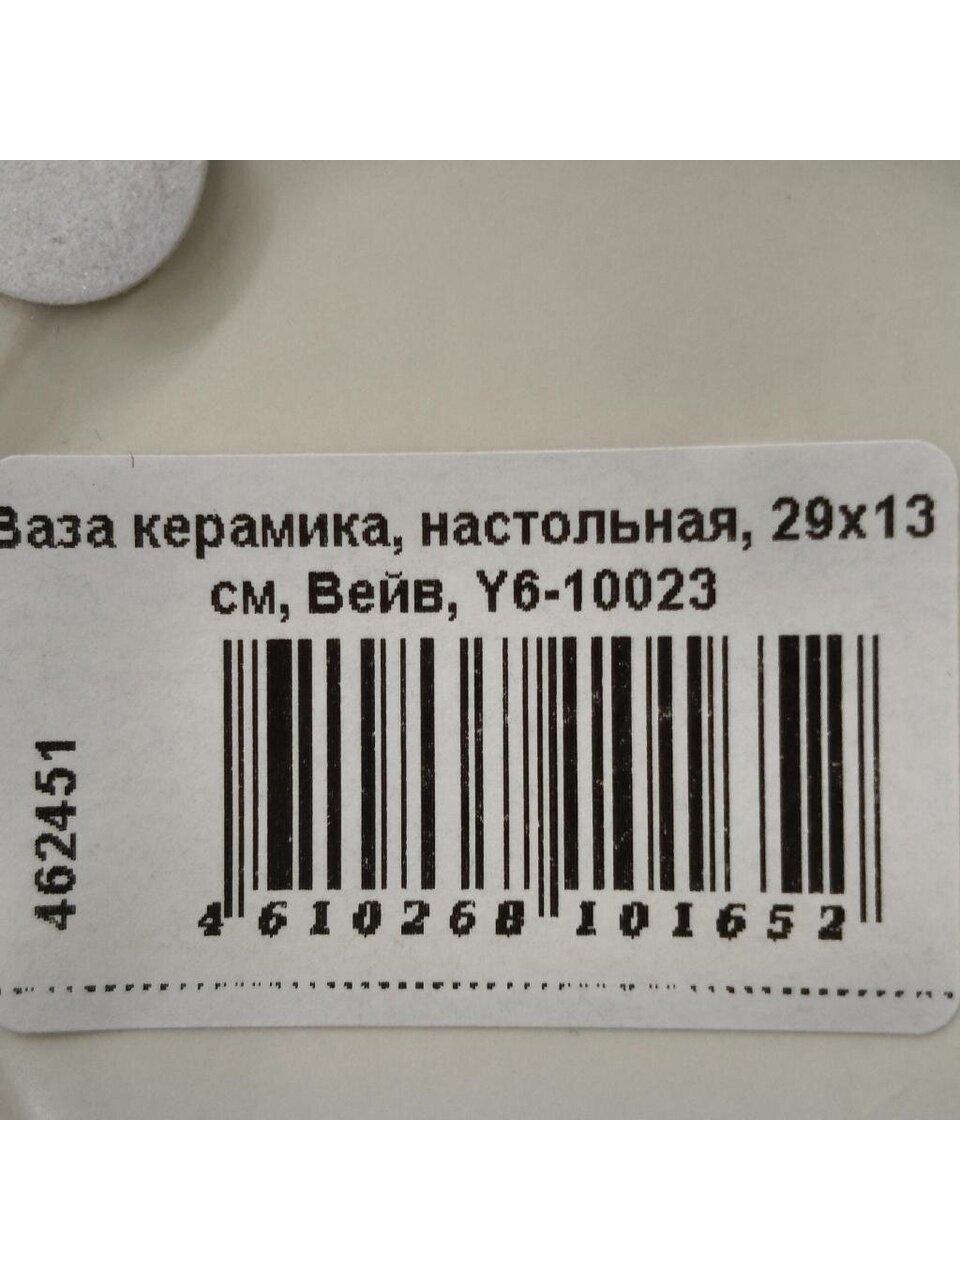 Ваза керамика, настольная, 29х13
см, Вейв, Y6-10023
462451
4 610268 101652